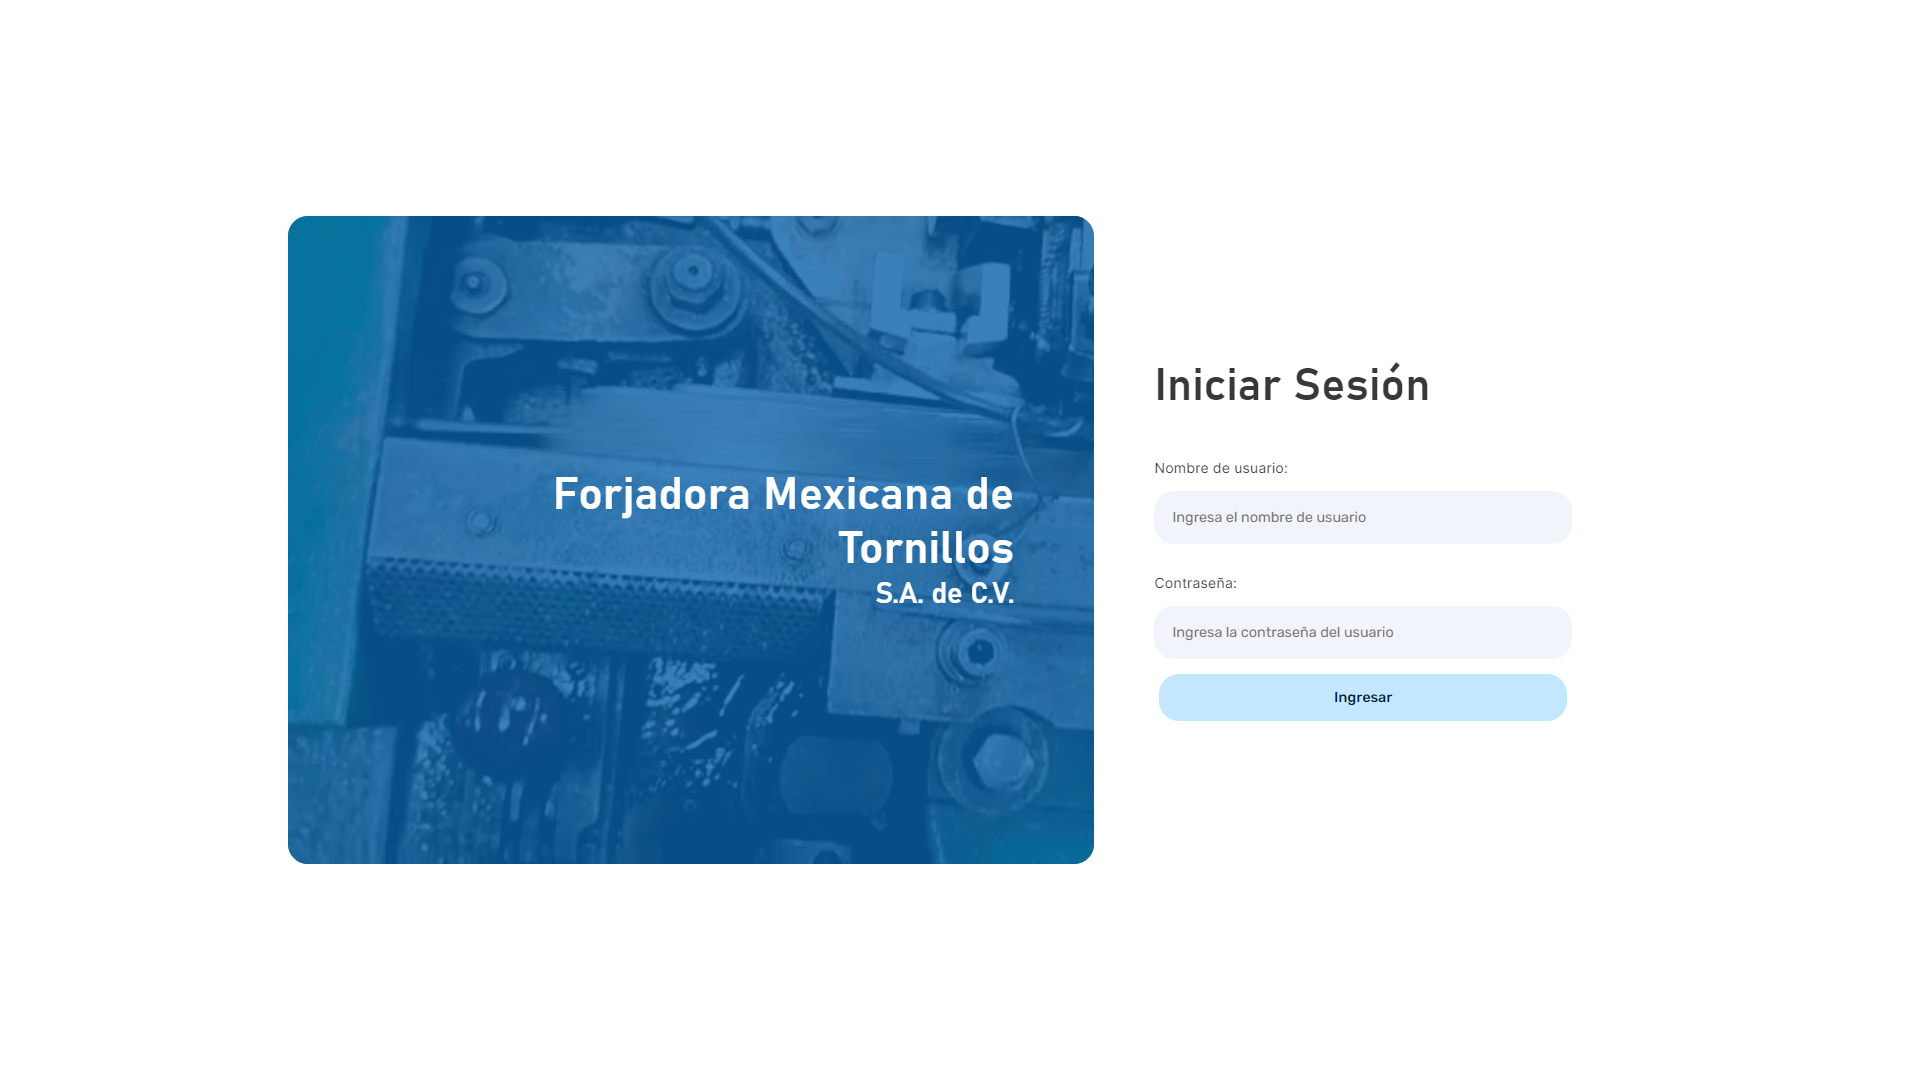 Forjadora Mexicana de
Tornillos
S.A. de C.V.
Iniciar Sesión
Nombre de usuario:
Ingresa el nombre de usuario
Contraseña:
Ingresa la contraseña del usuario
Ingresar